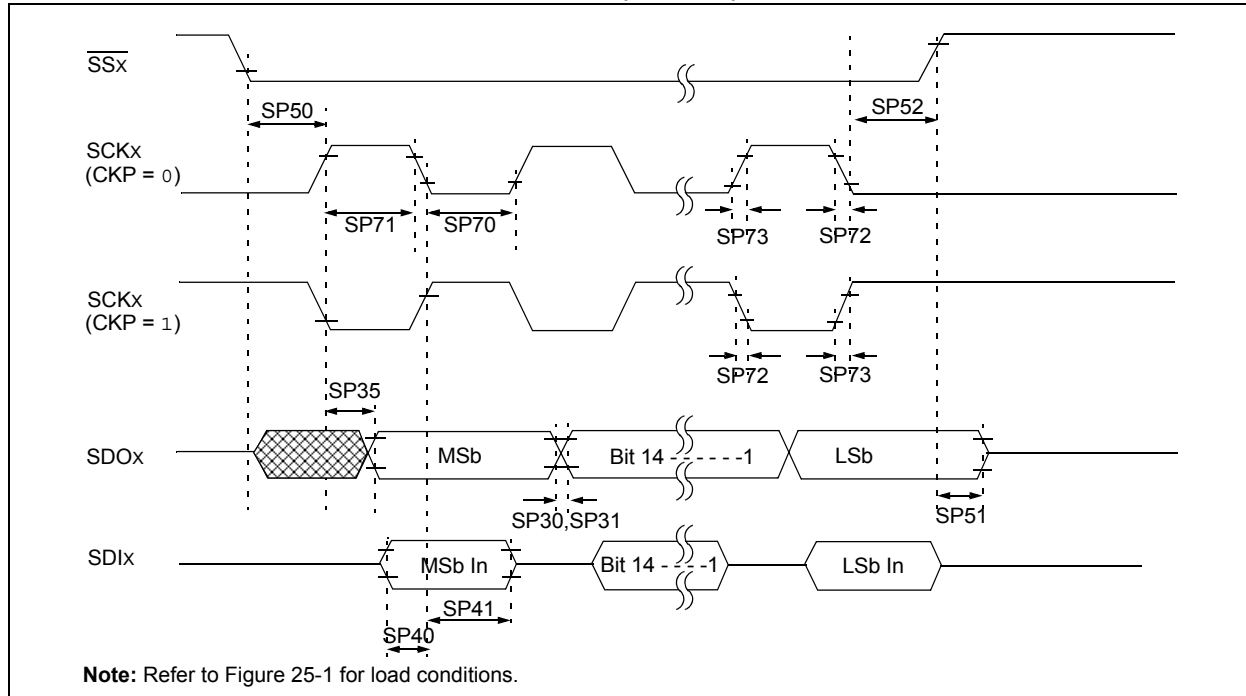 SSx
SP50
SP52
SCKx
(CKP = 0)
SP71
SP70
SP73
SP72
SCKx
(CKP = 1)
SP72
SP73
SP35
SDOx
MSb
Bit 14 - - - - - -1
LSb
SP30,SP31
SP51
SDIx
MSb In
Bit 14 - - - -1
LSb In
SP41
SP40
Note: Refer to Figure 25-1 for load conditions.